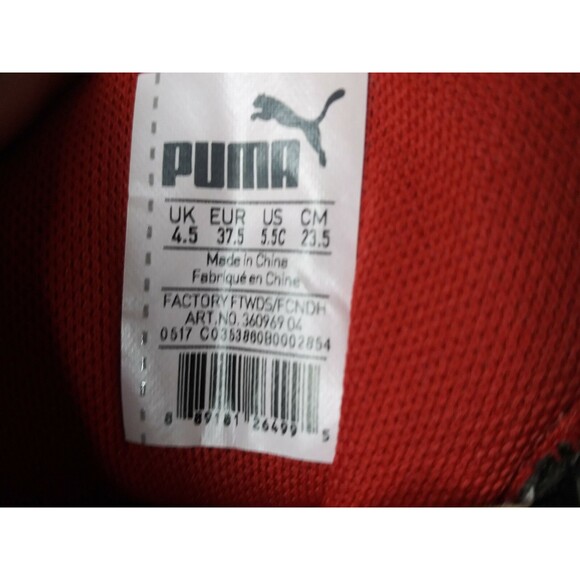 PUMA
UK EUR US CM
4.5 37.5 5.5C 23.5
Made in China
Fabriqué en Chine
FACTORY FTWDS/FCNDH
ART.NO. 360969 04
0517 C0353880B0002854
8 89181 26499 5